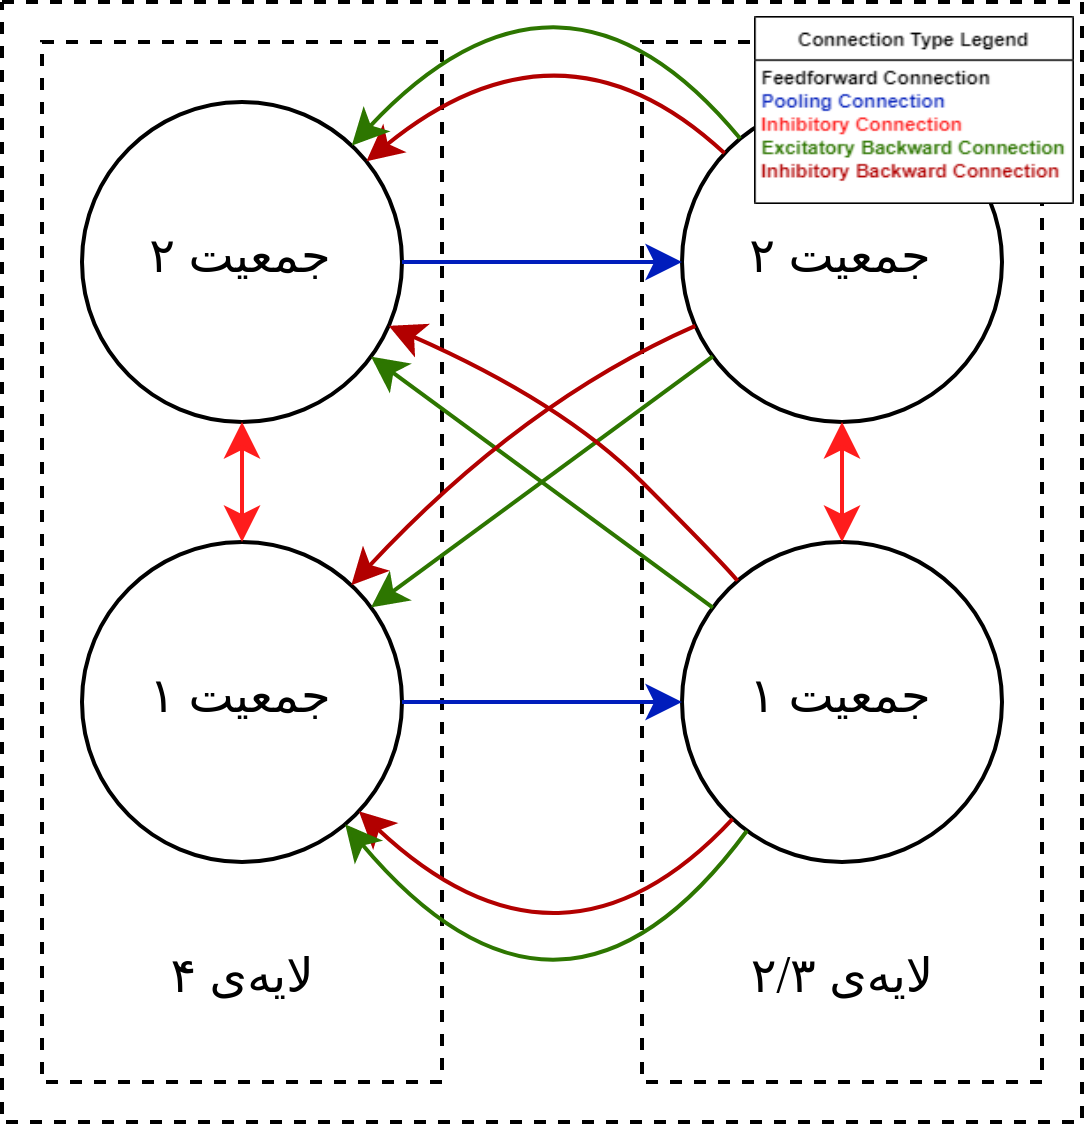 Connection Type Legend
Feedforward Connection
Pooling Connection
Inhibitory Connection
Excitatory Backward Connection
Inhibitory Backward Connection
جمعیت ۲
جمعیت ۲
جمعیت ۱
جمعیت ۱
لایه‌ی ۴
لایه‌ی ۲/۳